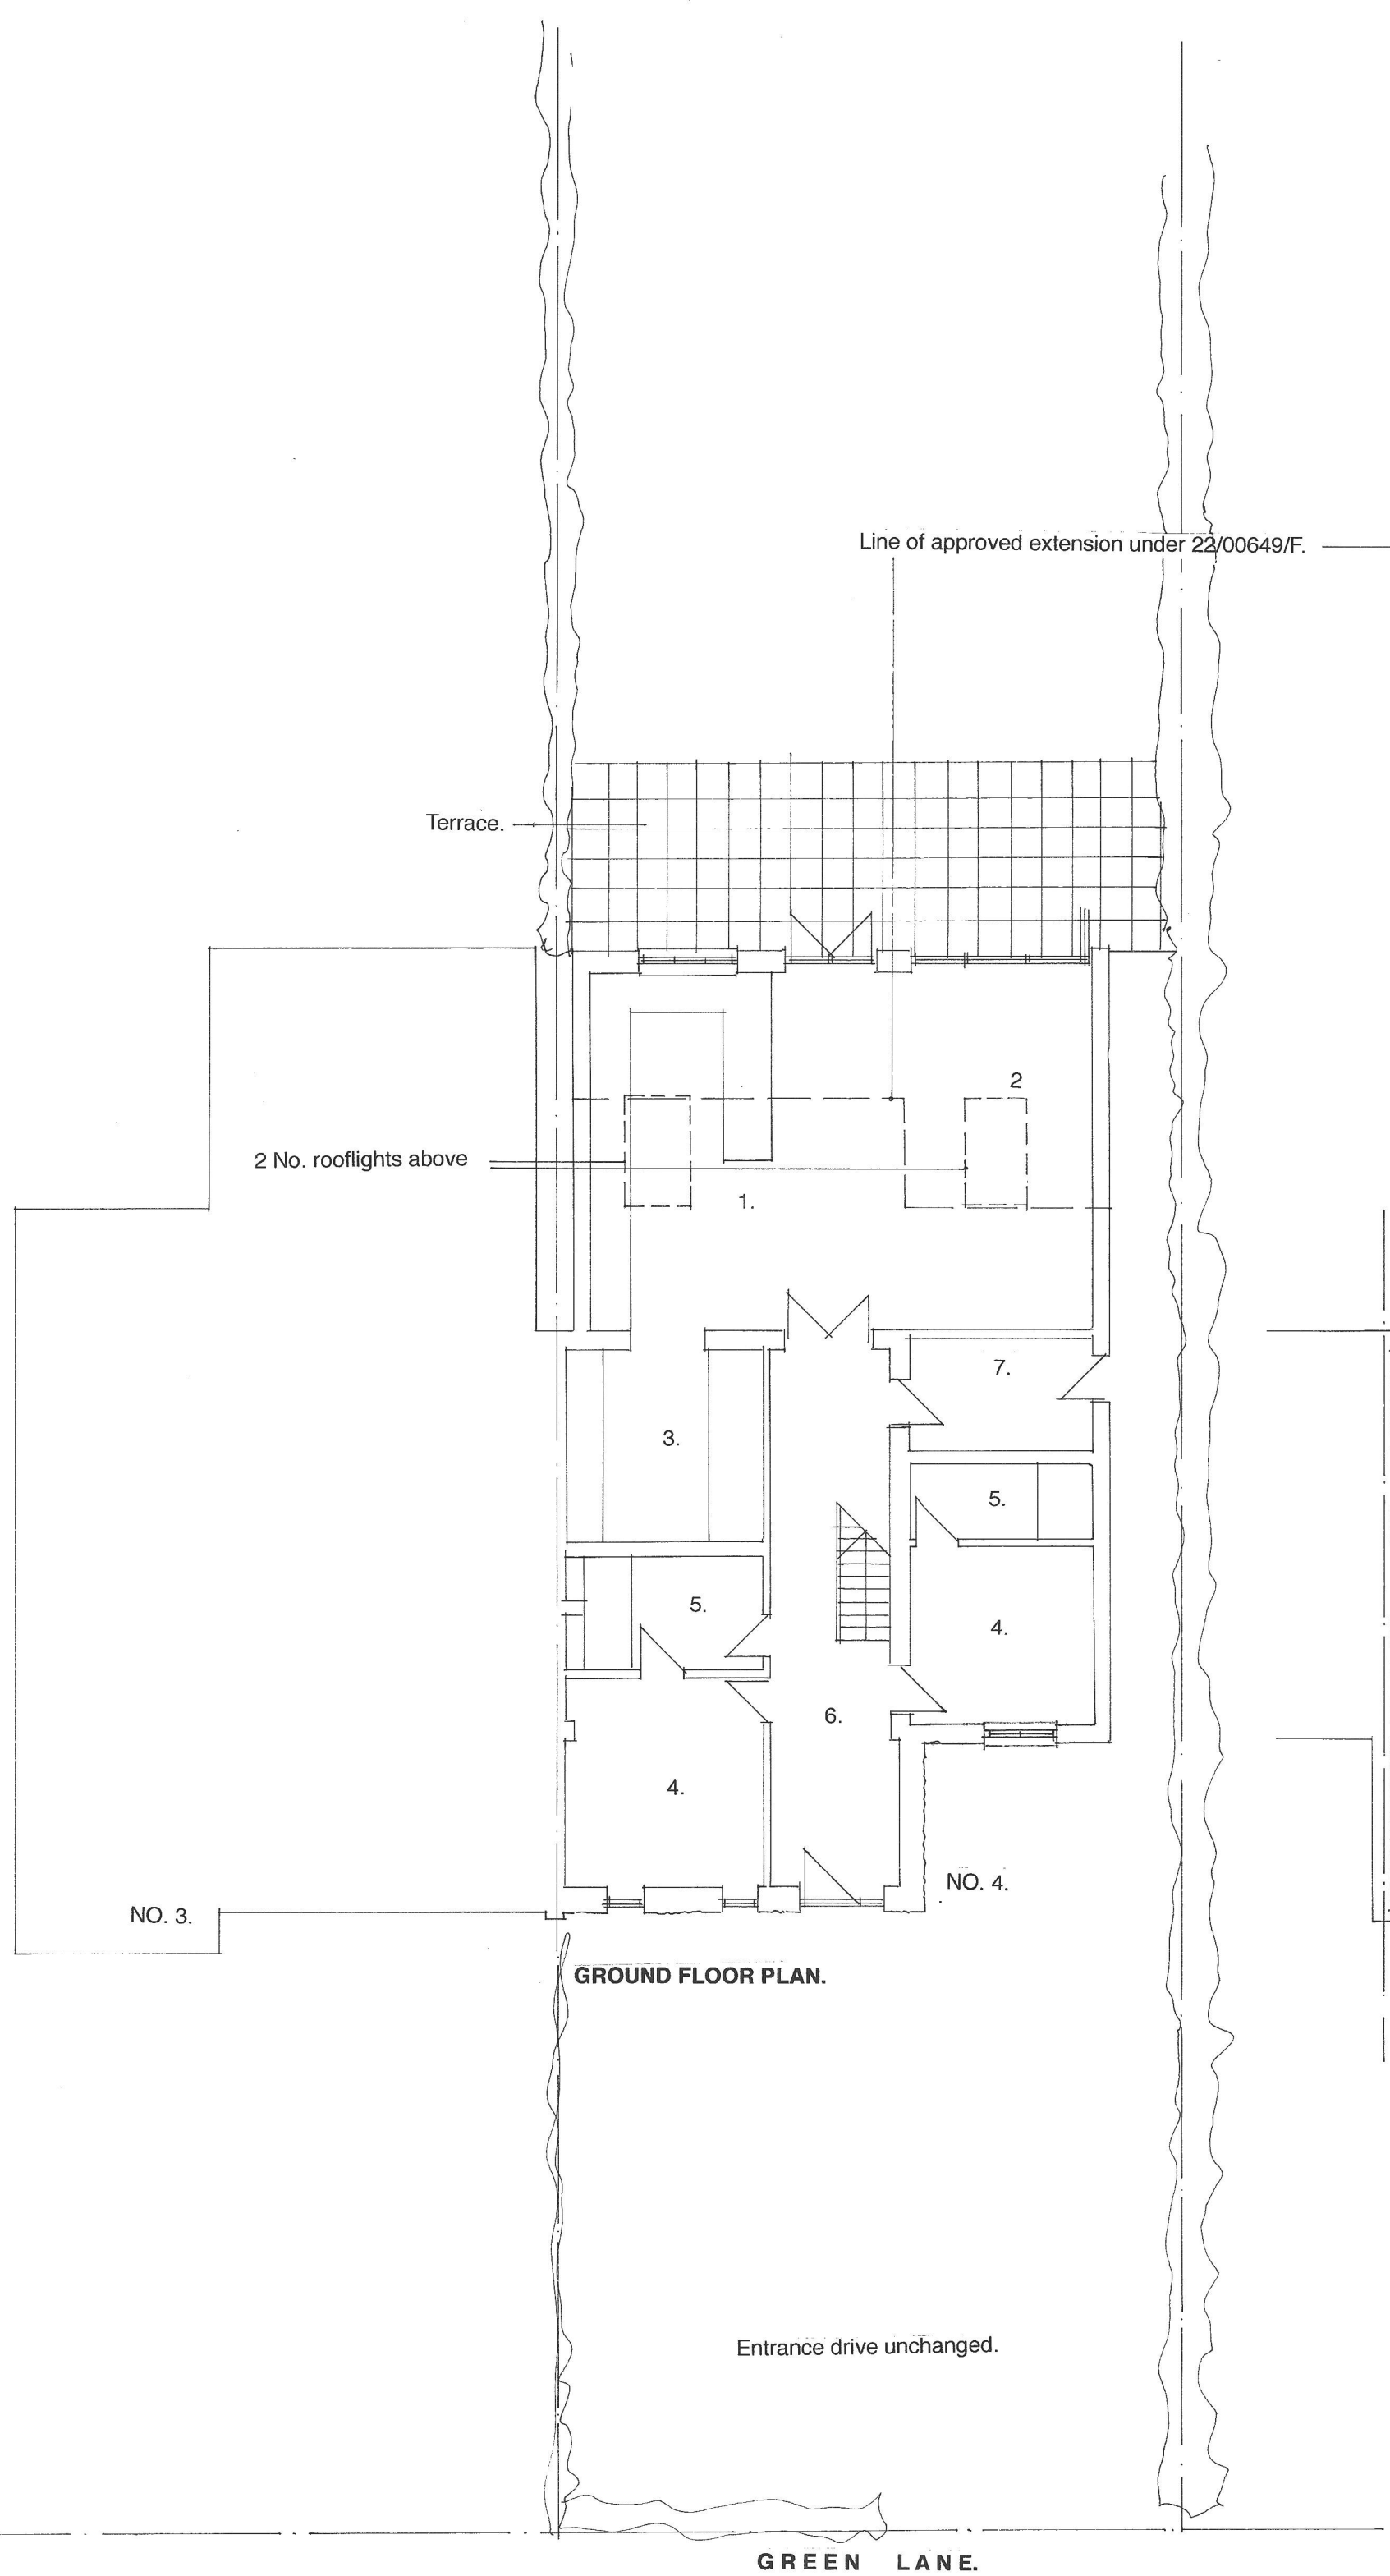 Line of approved extension under 22/00649/F.
Terrace.
2
2 No. rooflights above
1.
7.
3.
5.
5.
4.
6.
4.
NO. 4.
NO. 3.
GROUND FLOOR PLAN.
Entrance drive unchanged.
GREEN LANE.